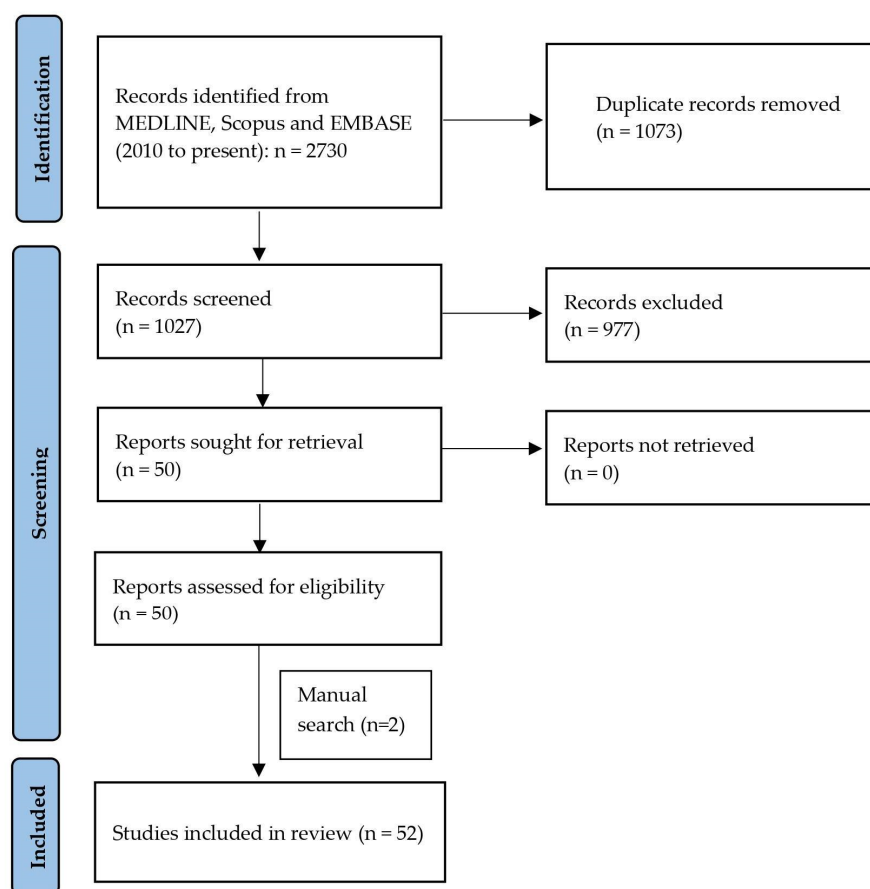 Identification
Records identified from
MEDLINE, Scopus and EMBASE
(2010 to present): n = 2730
Duplicate records removed
(n = 1073)
Screening
Records screened
(n = 1027)
Records excluded
(n = 977)
Reports sought for retrieval
(n = 50)
Reports not retrieved
(n = 0)
Reports assessed for eligibility
(n = 50)
Manual
search (n=2)
Included
Studies included in review (n = 52)